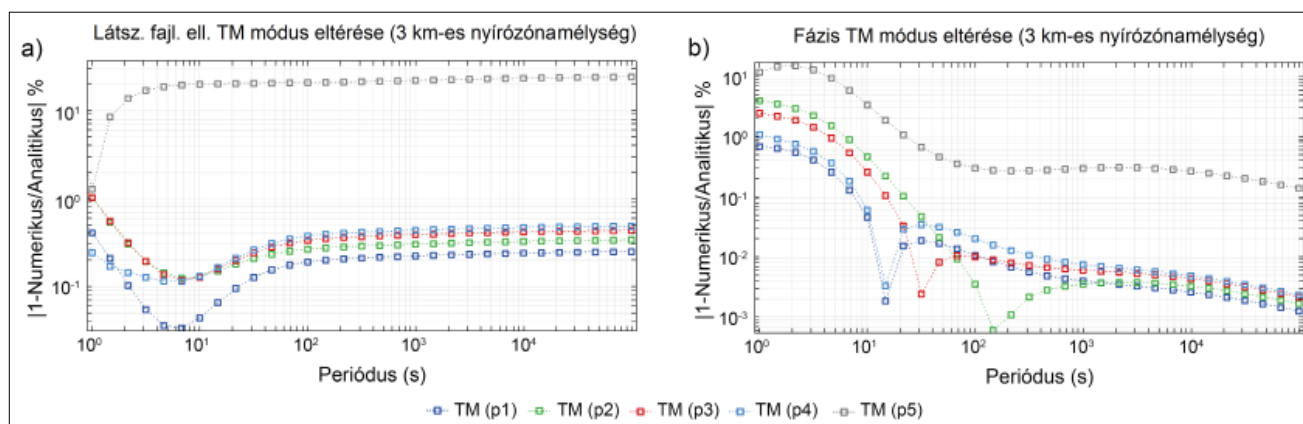 a)
Látsz. fajl. ell. TM módus eltérése (3 km-es nyírózónamélység)
|1-Numerikus/Analitikus| %
10¹
10⁰
10⁻¹
10⁰
10¹
10²
10³
10⁴
Periódus (s)
b)
Fázis TM módus eltérése (3 km-es nyírózónamélység)
|1-Numerikus/Analitikus| %
10¹
10⁰
10⁻¹
10⁻²
10⁻³
10⁰
10¹
10²
10³
10⁴
Periódus (s)
TM (p1) TM (p2) TM (p3) TM (p4) TM (p5)